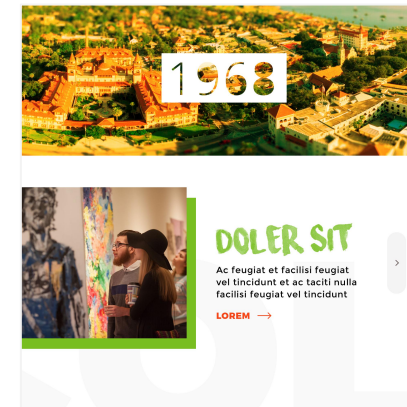 1968
DOLER SIT
Ac feugiat et facilisi feugiat
vel tincidunt et ac taciti nulla
facilisi feugiat vel tincidunt
LOREM →